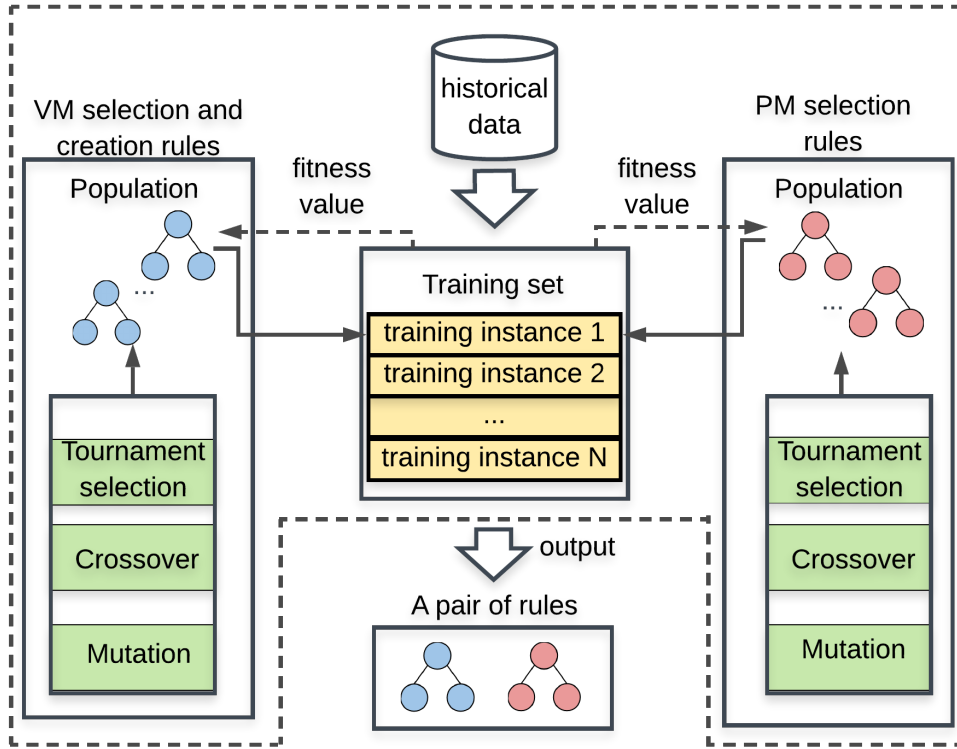 historical
data
VM selection and
creation rules
PM selection
rules
Population
fitness
value
fitness
value
Population
...
...
Training set
training instance 1
training instance 2
...
training instance N
Tournament
selection
Crossover
Mutation
Tournament
selection
Crossover
Mutation
output
A pair of rules